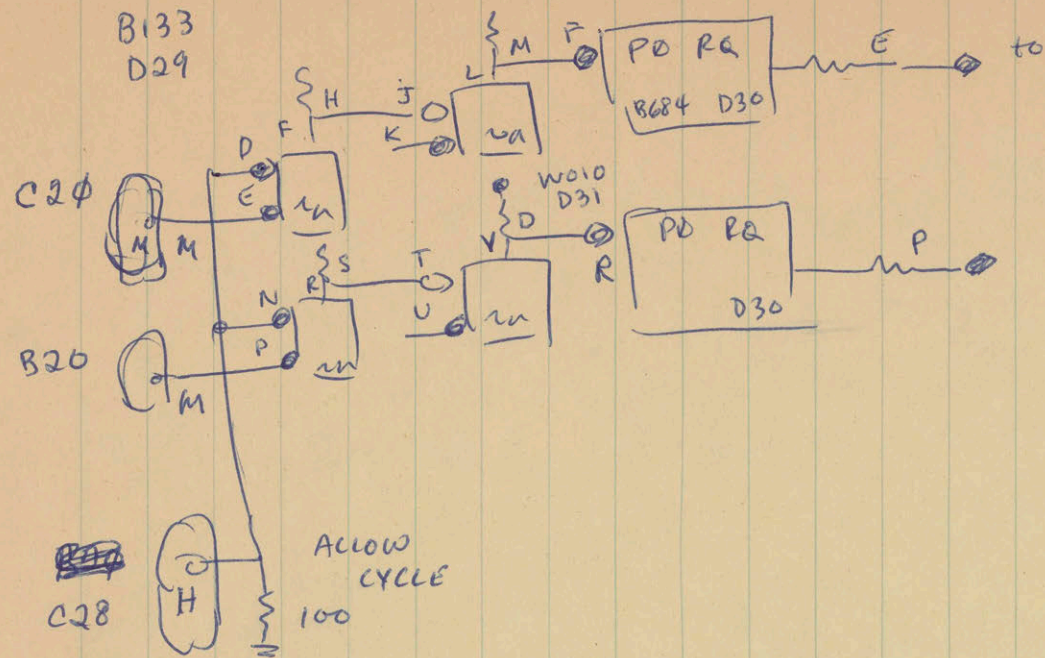 B133
D29
F
M
L
PD RQ
E
to
H
J
F
K
B684 D30
D
E
C2φ
M
M
W010
D31
D
V
PD RQ
P
S
T
R
R
N
U
D30
P
B20
M
ALLOW
CYCLE
H
C28
100